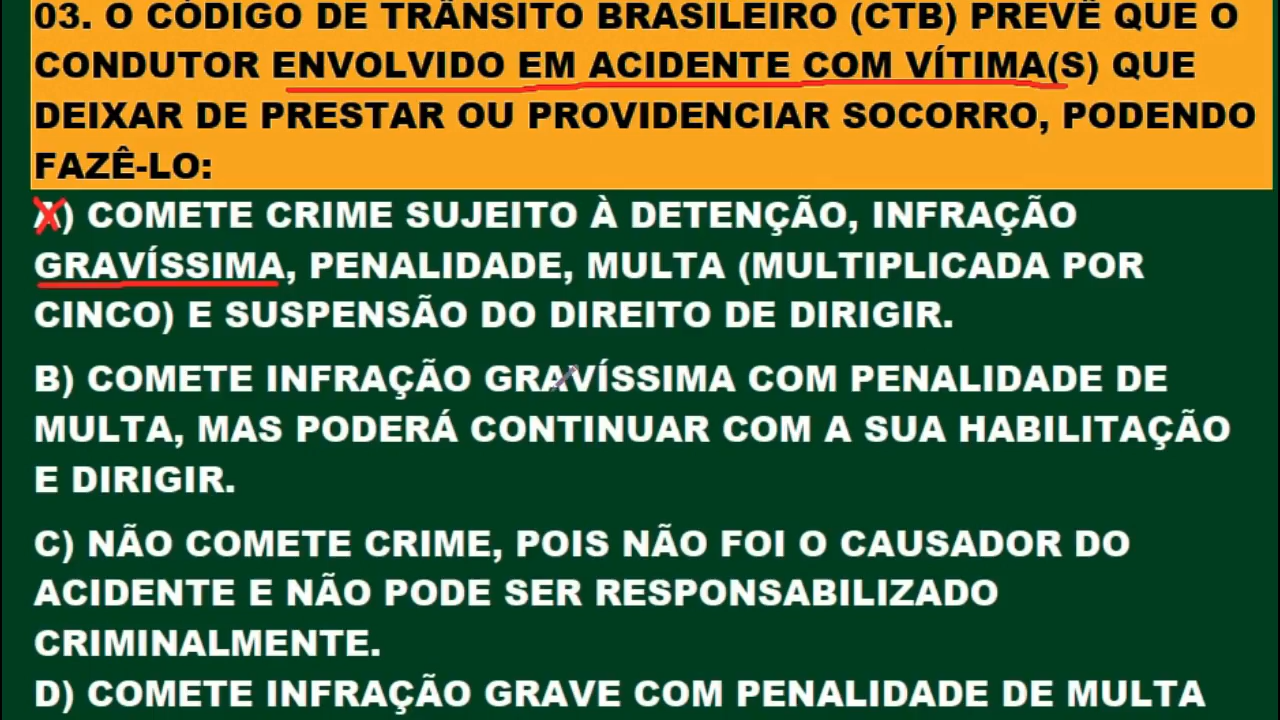 03. O CÓDIGO DE TRÂNSITO BRASILEIRO (CTB) PREVÊ QUE O
CONDUTOR ENVOLVIDO EM ACIDENTE COM VÍTIMA(S) QUE
DEIXAR DE PRESTAR OU PROVIDENCIAR SOCORRO, PODENDO
FAZÊ-LO:
A) COMETE CRIME SUJEITO À DETENÇÃO, INFRAÇÃO
GRAVÍSSIMA, PENALIDADE, MULTA (MULTIPLICADA POR
CINCO) E SUSPENSÃO DO DIREITO DE DIRIGIR.
B) COMETE INFRAÇÃO GRAVÍSSIMA COM PENALIDADE DE
MULTA, MAS PODERÁ CONTINUAR COM A SUA HABILITAÇÃO
E DIRIGIR.
C) NÃO COMETE CRIME, POIS NÃO FOI O CAUSADOR DO
ACIDENTE E NÃO PODE SER RESPONSABILIZADO
CRIMINALMENTE.
D) COMETE INFRAÇÃO GRAVE COM PENALIDADE DE MULTA